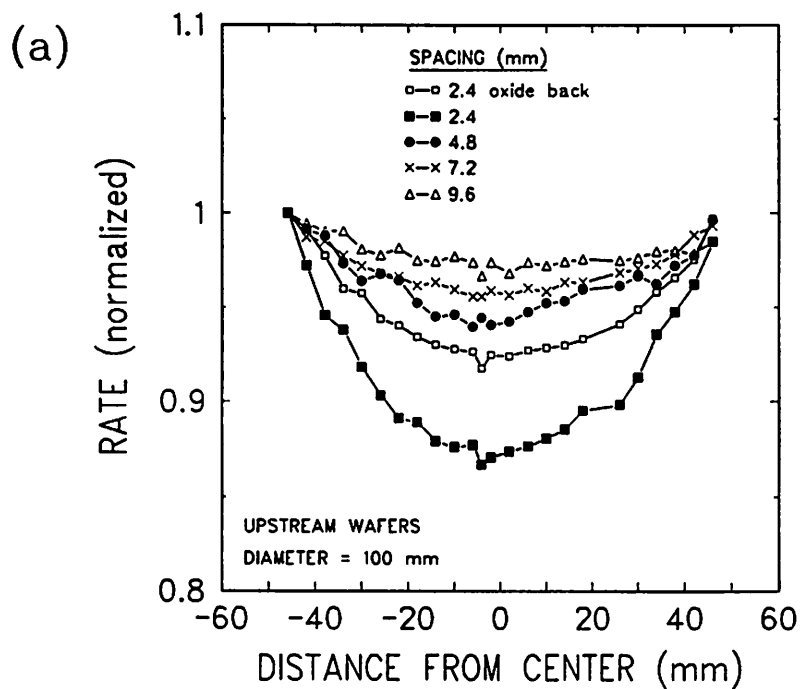 (a)
1.1
SPACING (mm)
2.4 oxide back
2.4
4.8
7.2
9.6
1
RATE (normalized)
0.9
UPSTREAM WAFERS
DIAMETER = 100 mm
0.8
-60 -40 -20 0 20 40 60
DISTANCE FROM CENTER (mm)